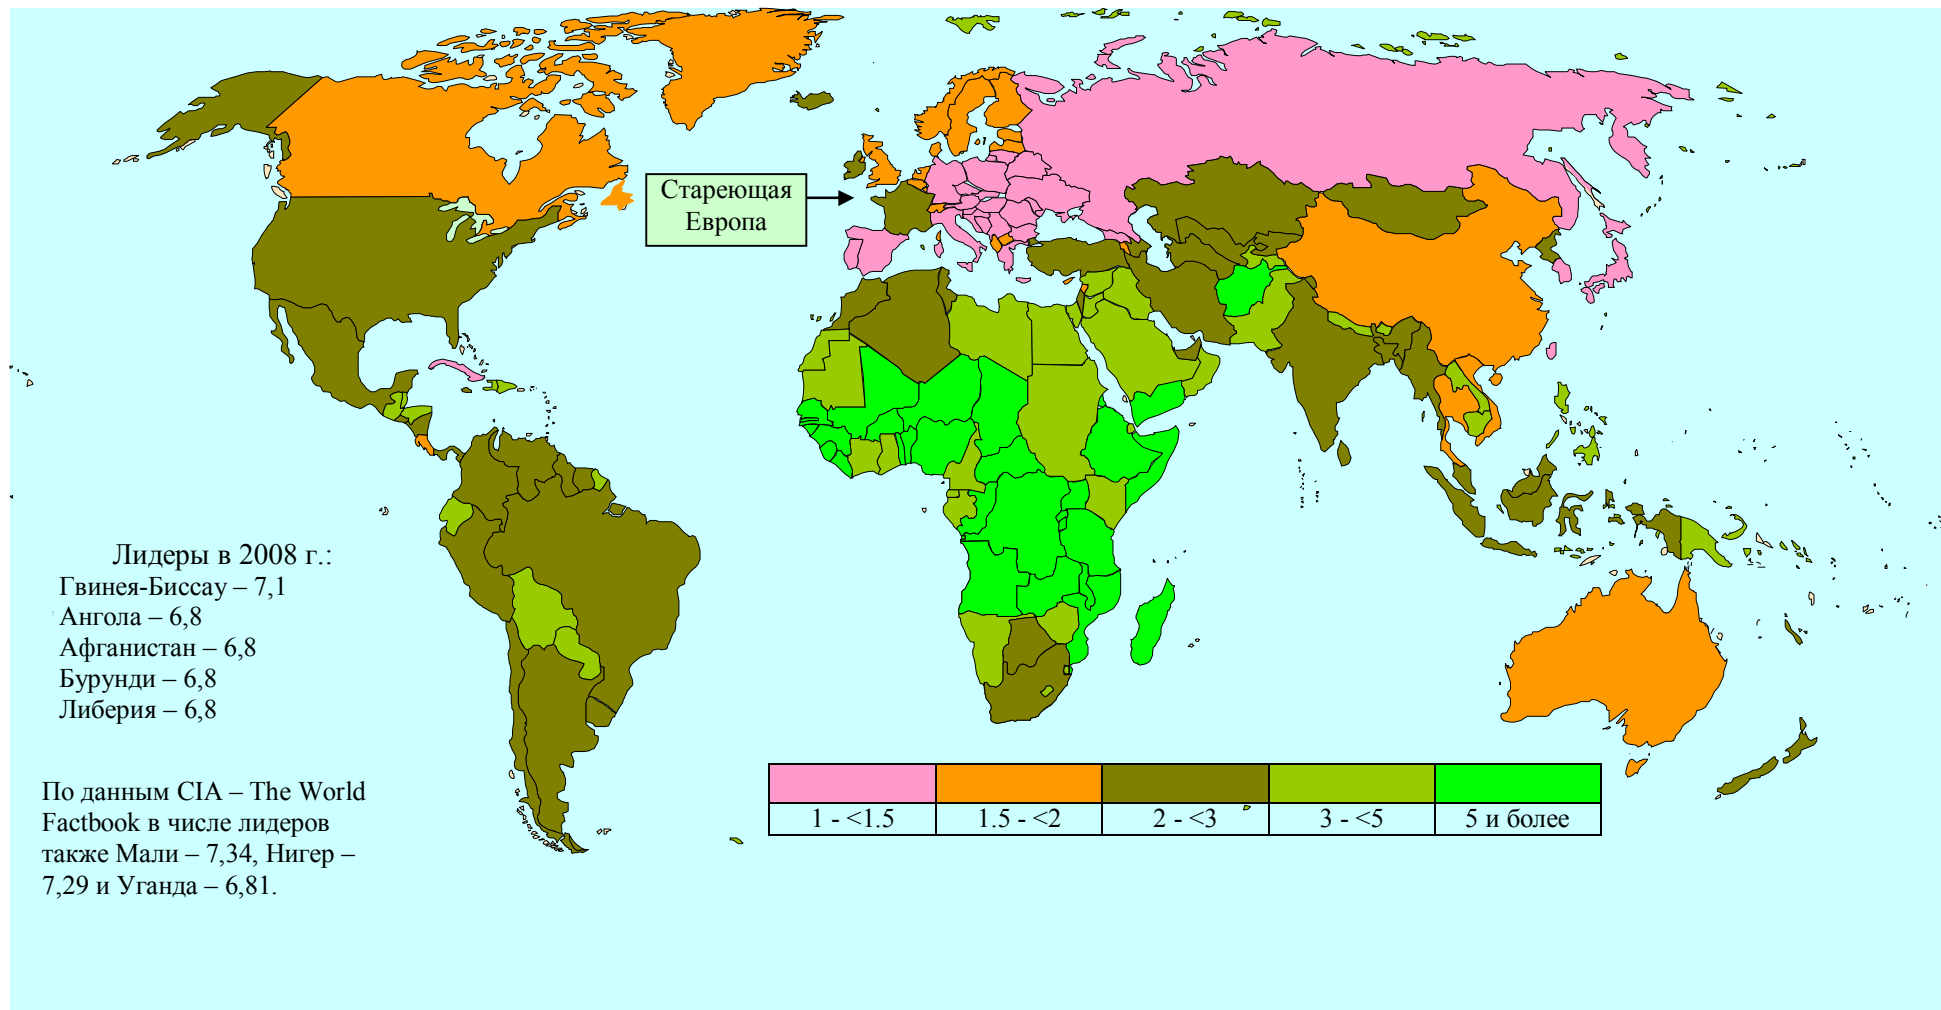 Стареющая
Европа
Лидеры в 2008 г.:
Гвинея-Биссау – 7,1
Ангола – 6,8
Афганистан – 6,8
Бурунди – 6,8
Либерия – 6,8
По данным CIA – The World
Factbook в числе лидеров
также Мали – 7,34, Нигер –
7,29 и Уганда – 6,81.
1 - <1.5 1.5 - <2 2 - <3 3 - <5 5 и более